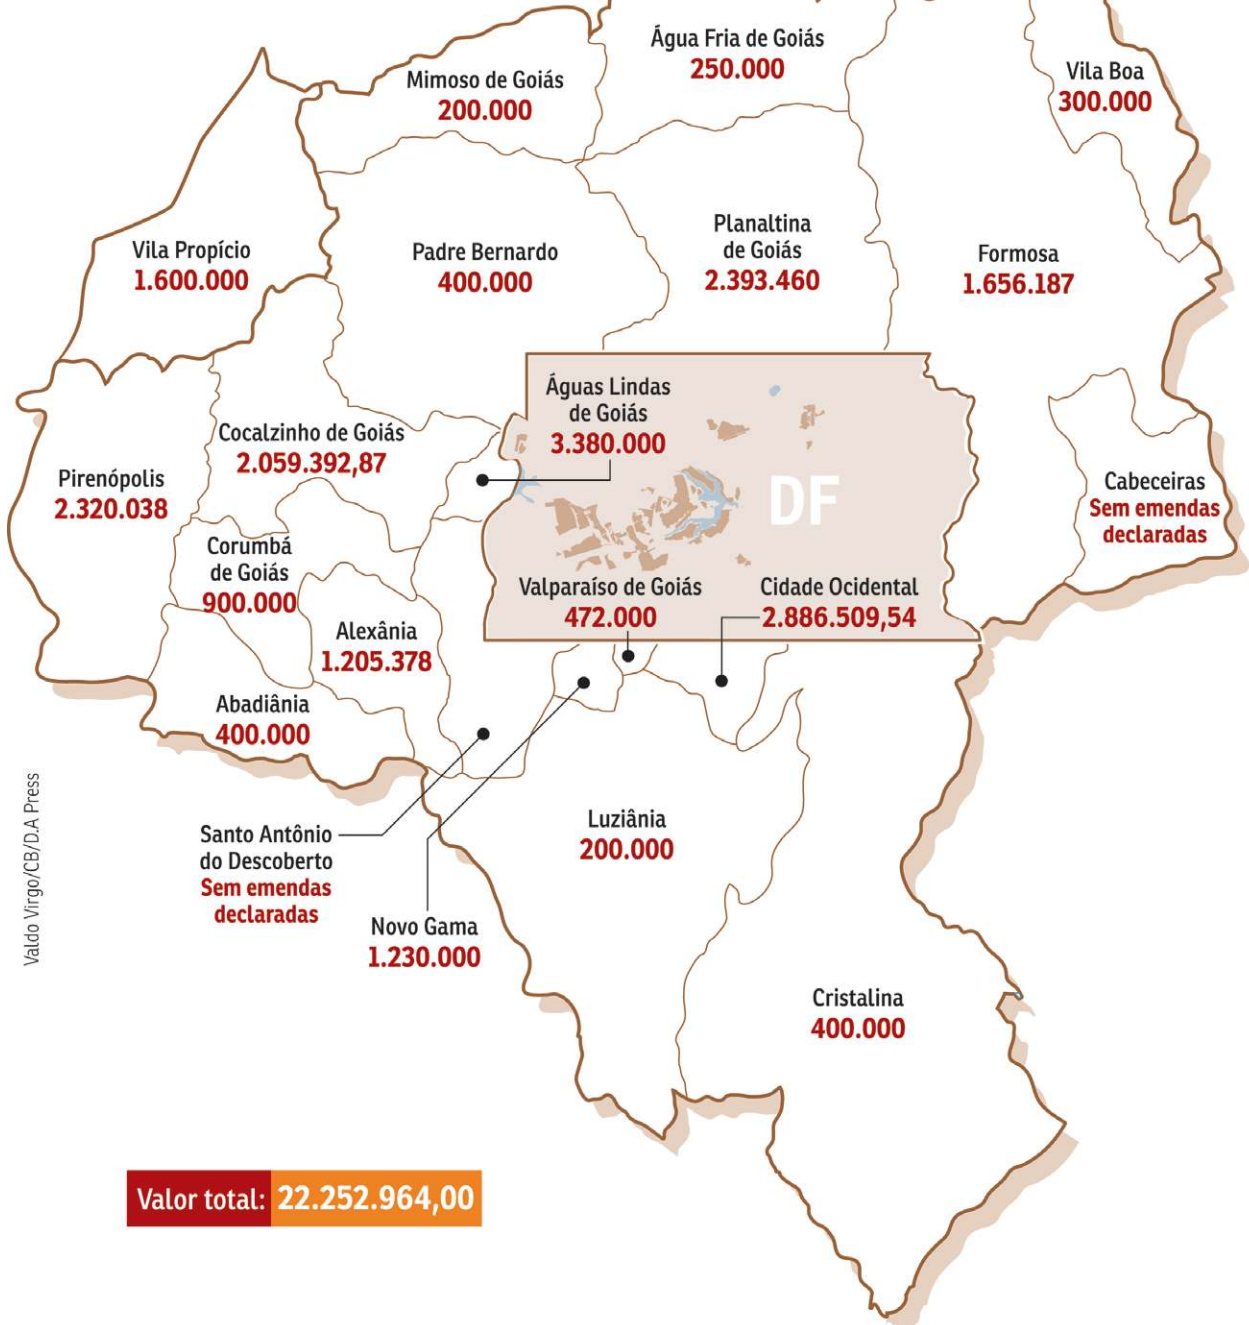 Água Fria de Goiás
250.000
Mimoso de Goiás
200.000
Vila Boa
300.000
Vila Propício
1.600.000
Padre Bernardo
400.000
Planaltina
de Goiás
2.393.460
Formosa
1.656.187
Águas Lindas
de Goiás
3.380.000
Cocalzinho de Goiás
2.059.392,87
Pirenópolis
2.320.038
DF
Cabeceiras
Sem emendas
declaradas
Corumbá
de Goiás
900.000
Valparaíso de Goiás
472.000
Cidade Ocidental
2.886.509,54
Alexânia
1.205.378
Abadiânia
400.000
Santo Antônio
do Descoberto
Sem emendas
declaradas
Luziânia
200.000
Novo Gama
1.230.000
Cristalina
400.000
Valdo Virgo/CB/D.A Press
Valor total: 22.252.964,00